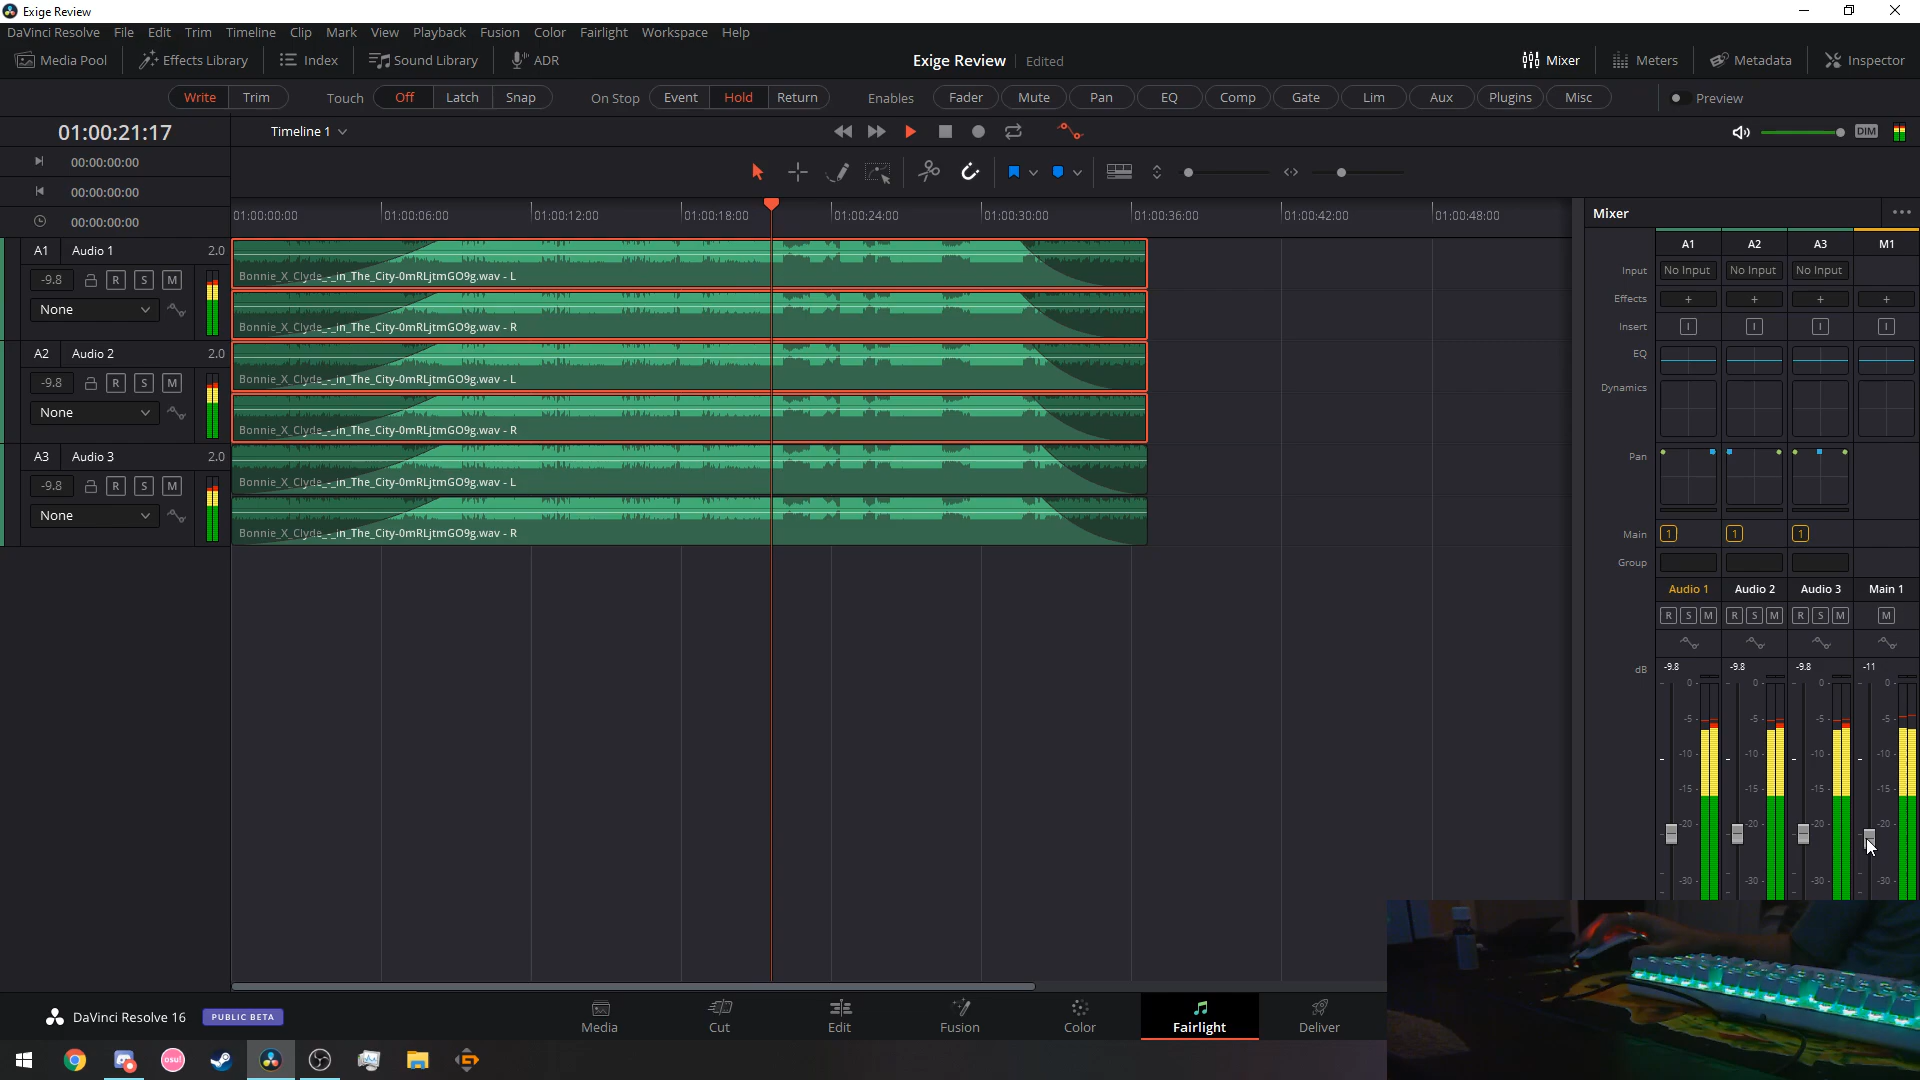 Exige Review
DaVinci Resolve File Edit Trim Timeline Clip Mark View Playback Fusion Color Fairlight Workspace Help
Media Pool Effects Library Index Sound Library ADR Exige Review Edited Mixer Meters Metadata Inspector
Write Trim Touch Off Latch Snap On Stop Event Hold Return Enables Fader Mute Pan EQ Comp Gate Lim Aux Plugins Misc Preview
01:00:21:17 Timeline 1 DIM
00:00:00:00
00:00:00:00
00:00:00:00
01:00:00:00 01:00:06:00 01:00:12:00 01:00:18:00 01:00:24:00 01:00:30:00 01:00:36:00 01:00:42:00 01:00:48:00
A1 Audio 1 2.0
-9.8 R S M
None
Bonnie_X_Clyde_-_in_The_City-0mRLjtmGO9g.wav - L
Bonnie_X_Clyde_-_in_The_City-0mRLjtmGO9g.wav - R
A2 Audio 2 2.0
-9.8 R S M
None
Bonnie_X_Clyde_-_in_The_City-0mRLjtmGO9g.wav - L
Bonnie_X_Clyde_-_in_The_City-0mRLjtmGO9g.wav - R
A3 Audio 3 2.0
-9.8 R S M
None
Bonnie_X_Clyde_-_in_The_City-0mRLjtmGO9g.wav - L
Bonnie_X_Clyde_-_in_The_City-0mRLjtmGO9g.wav - R
Mixer
A1 A2 A3 M1
Input No Input No Input No Input
Effects + + + +
Insert I I I I
EQ
Dynamics
Pan
Main 1 1 1
Group
Audio 1 Audio 2 Audio 3 Main 1
R S M R S M R S M M
dB -9.8 -9.8 -9.8 -11
0 0 0 0
-5 -5 -5 -5
-10 -10 -10 -10
-15 -15 -15 -15
-20 -20 -20 -20
-30 -30 -30 -30
DaVinci Resolve 16 PUBLIC BETA
Media Cut Edit Fusion Color Fairlight Deliver
osu!